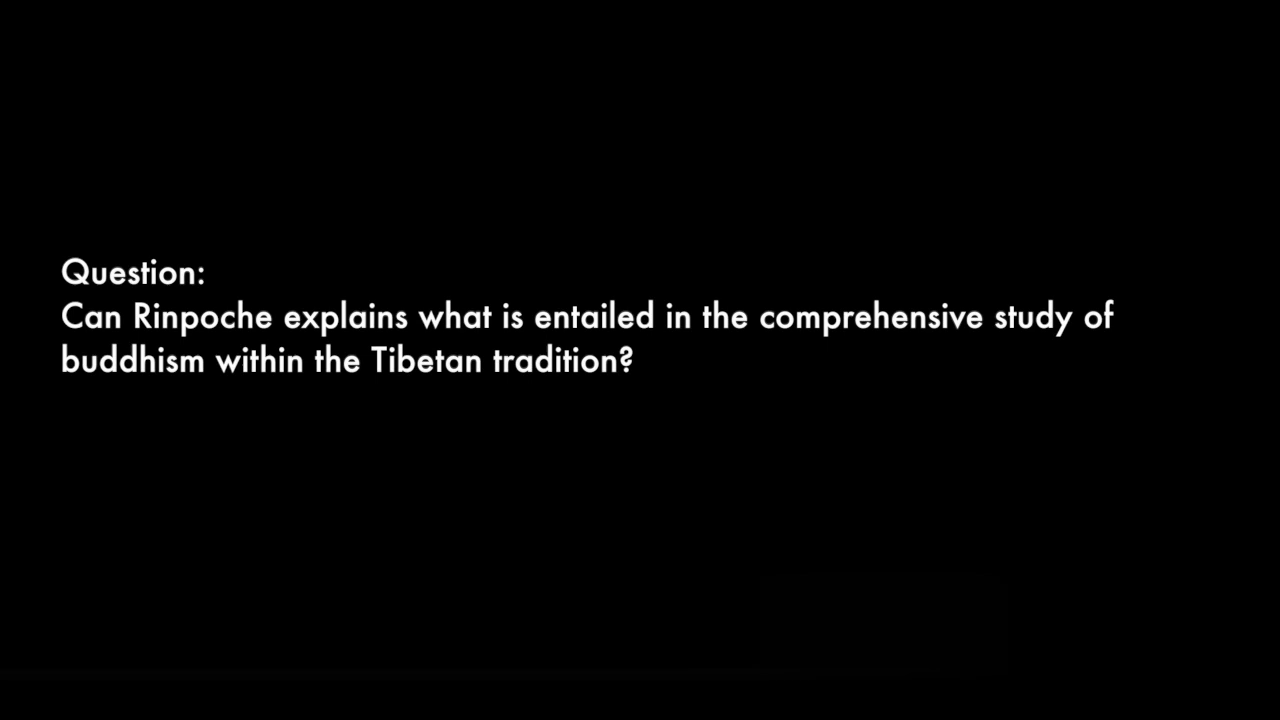 Question:
Can Rinpoche explains what is entailed in the comprehensive study of
buddhism within the Tibetan tradition?